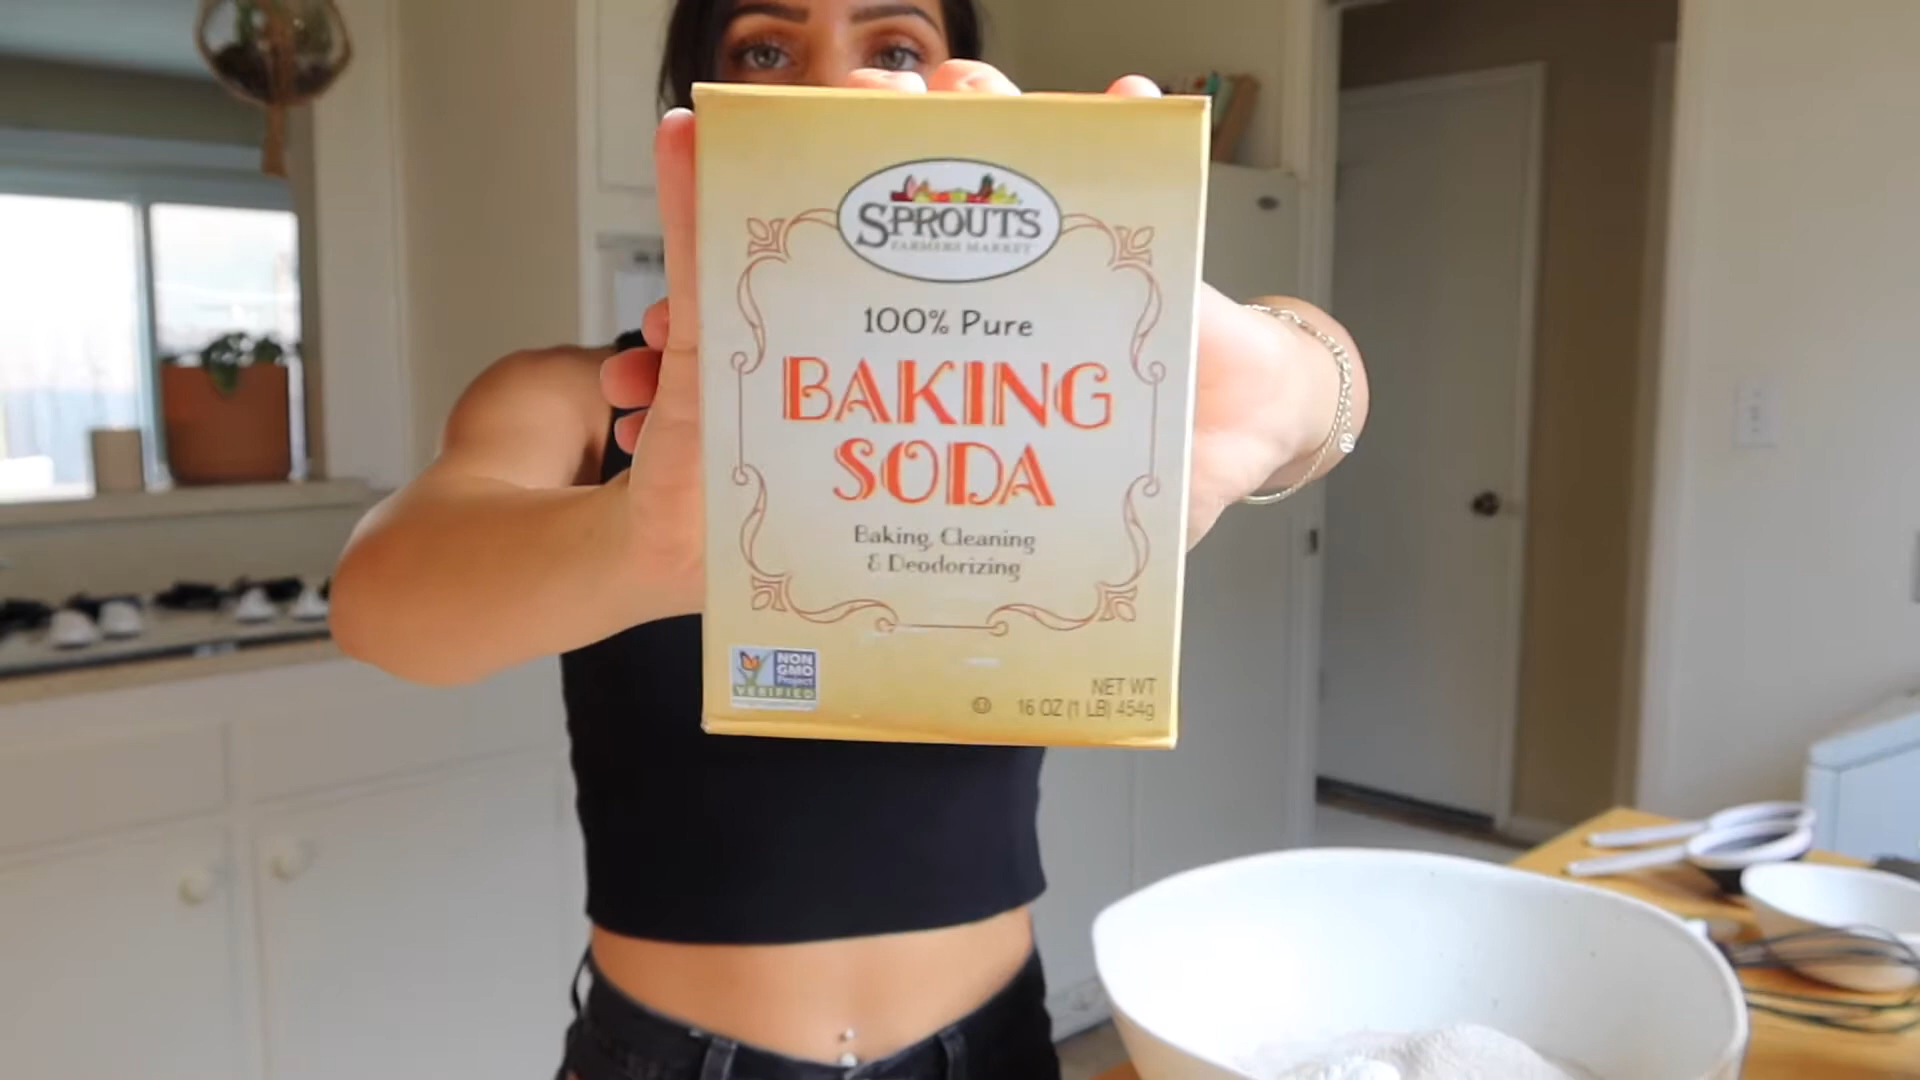 SPROUTS
FARMERS MARKET
100% Pure
BAKING
SODA
Baking, Cleaning
& Deodorizing
NON
GMO
Project
VERIFIED
NET WT
16 OZ (1 LB) 454g